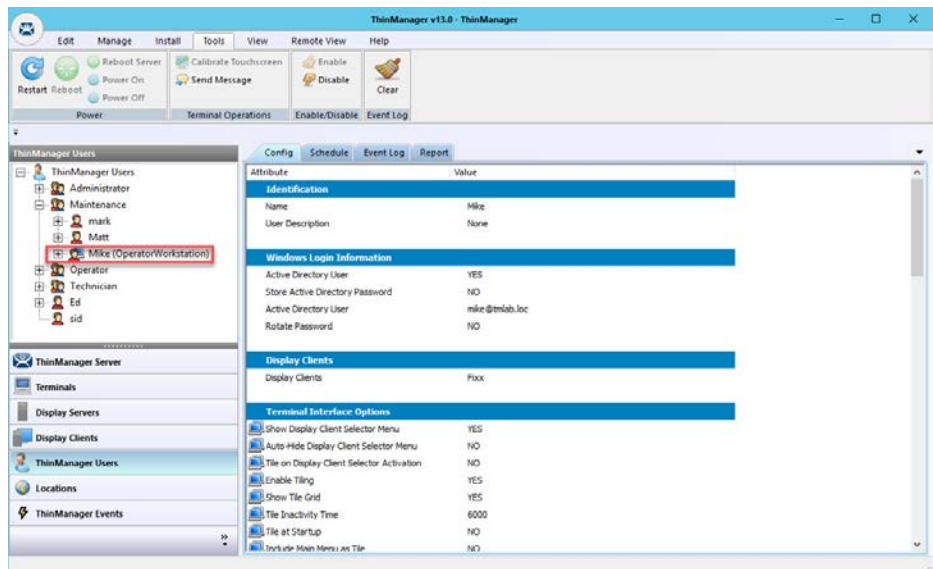 ThinManager v13.0 - ThinManager
Edit Manage Install Tools View Remote View Help
Restart Reboot Reboot Server Power On Power Off
Power
Calibrate Touchscreen
Send Message
Terminal Operations
Enable
Disable
Enable/Disable
Clear
Event Log
ThinManager Users
ThinManager Users
Administrator
Maintenance
mark
Matt
Mike (OperatorWorkstation)
Operator
Technician
Ed
sid
ThinManager Server
Terminals
Display Servers
Display Clients
ThinManager Users
Locations
ThinManager Events
Config Schedule Event Log Report
Attribute Value
Identification
Name Mike
User Description None
Windows Login Information
Active Directory User YES
Store Active Directory Password NO
Active Directory User mike@tmlab.loc
Rotate Password NO
Display Clients
Display Clients Fixx
Terminal Interface Options
Show Display Client Selector Menu YES
Auto-Hide Display Client Selector Menu NO
Tile on Display Client Selector Activation NO
Enable Tiling YES
Show Tile Grid YES
Tile Inactivity Time 6000
Tile at Startup NO
Include Main Menu as Tile NO